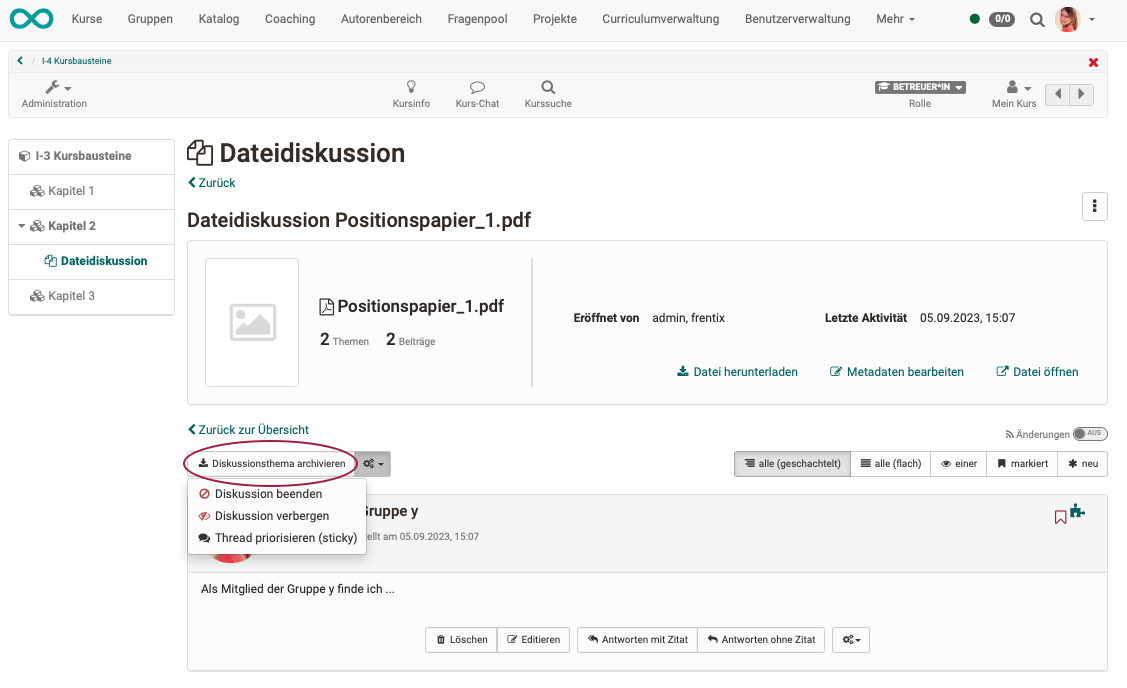 Kurse Gruppen Katalog Coaching Autorenbereich Fragenpool Projekte Curriculumverwaltung Benutzerverwaltung Mehr 0/0
/ I-4 Kursbausteine
Administration Kursinfo Kurs-Chat Kurssuche BETREUER*IN Rolle Mein Kurs
I-3 Kursbausteine
Kapitel 1
Kapitel 2
Dateidiskussion
Kapitel 3
Dateidiskussion
Zurück
Dateidiskussion Positionspapier_1.pdf
Positionspapier_1.pdf
2 Themen 2 Beiträge
Eröffnet von admin, frentix Letzte Aktivität 05.09.2023, 15:07
Datei herunterladen Metadaten bearbeiten Datei öffnen
Zurück zur Übersicht
Änderungen AUS
Diskussionsthema archivieren alle (geschachtelt) alle (flach) einer markiert neu
Diskussion beenden
Diskussion verbergen
Thread priorisieren (sticky)
Gruppe y
ellt am 05.09.2023, 15:07
Als Mitglied der Gruppe y finde ich ...
Löschen Editieren Antworten mit Zitat Antworten ohne Zitat